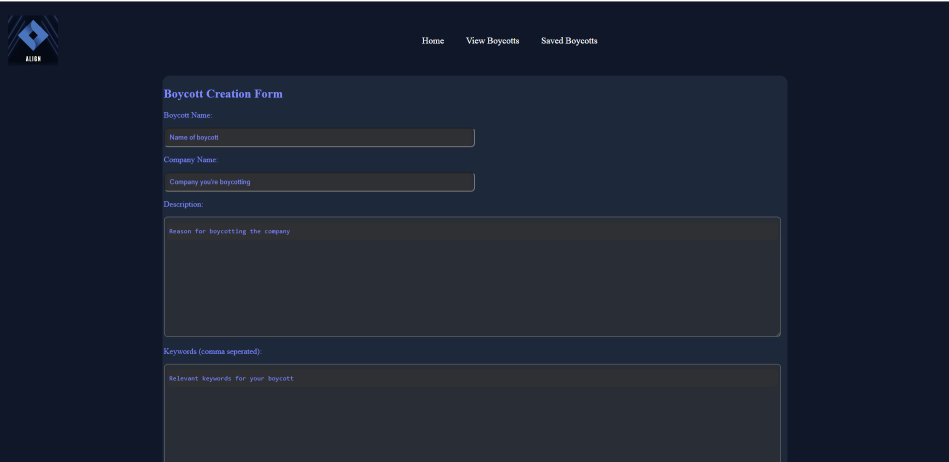 ALIGN
Home View Boycotts Saved Boycotts
Boycott Creation Form
Boycott Name:
Name of boycott
Company Name:
Company you're boycotting
Description:
Reason for boycotting the company
Keywords (comma seperated):
Relevant keywords for your boycott